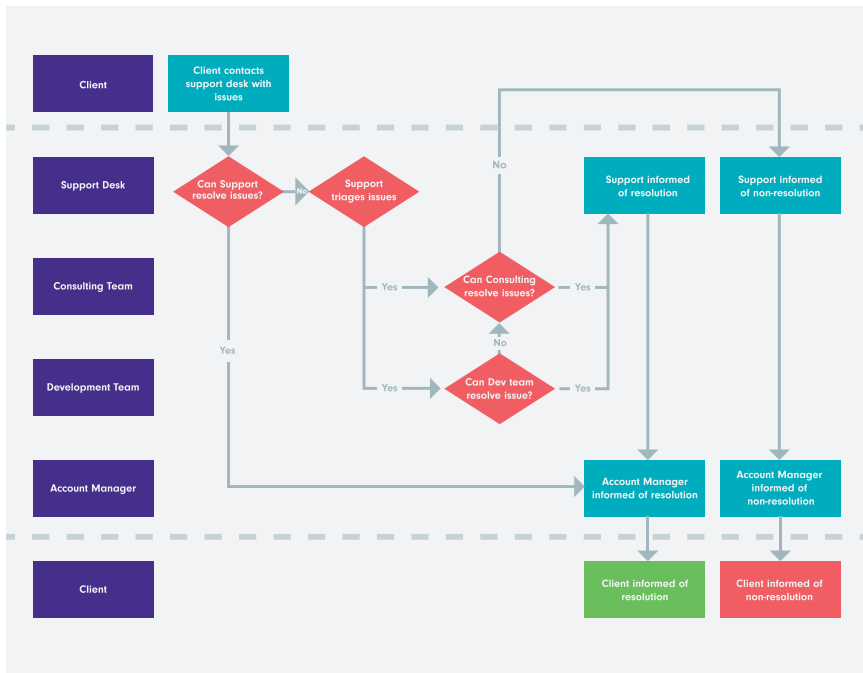 Client
Client contacts
support desk with
issues
No
Support Desk
Can Support
resolve issues?
No
Support
triages issues
Support informed
of resolution
Support informed
of non-resolution
Consulting Team
Yes
Can Consulting
resolve issues?
Yes
No
Yes
Development Team
Yes
Can Dev team
resolve issue?
Yes
Account Manager
Account Manager
informed of resolution
Account Manager
informed of
non-resolution
Client
Client informed of
resolution
Client informed of
non-resolution